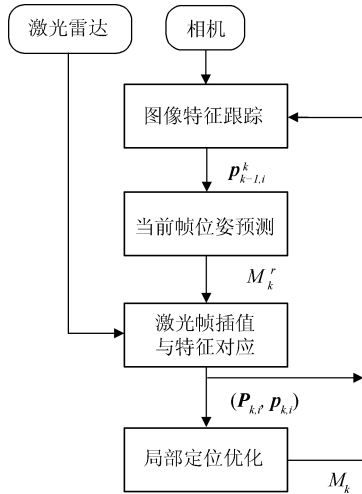 激光雷达
相机
图像特征跟踪
p^k_{k-1,i}
当前帧位姿预测
M^r_k
激光帧插值
与特征对应
(P_{k,i}, p_{k,i})
局部定位优化
M_k